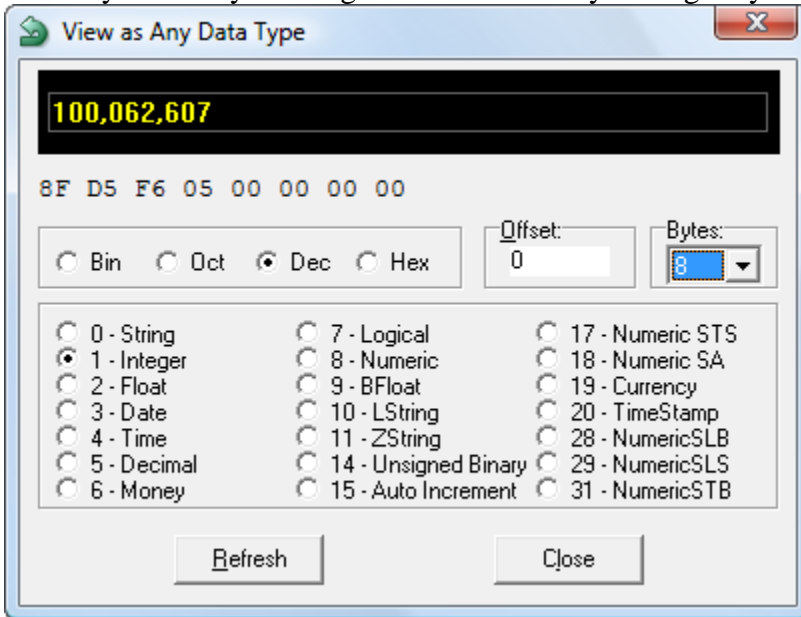 View as Any Data Type
100,062,607
8F D5 F6 05 00 00 00 00
Bin Oct Dec Hex
Offset:
0
Bytes:
8
0 - String
1 - Integer
2 - Float
3 - Date
4 - Time
5 - Decimal
6 - Money
7 - Logical
8 - Numeric
9 - BFloat
10 - LString
11 - ZString
14 - Unsigned Binary
15 - Auto Increment
17 - Numeric STS
18 - Numeric SA
19 - Currency
20 - TimeStamp
28 - NumericSLB
29 - NumericSLS
31 - NumericSTB
Refresh
Close